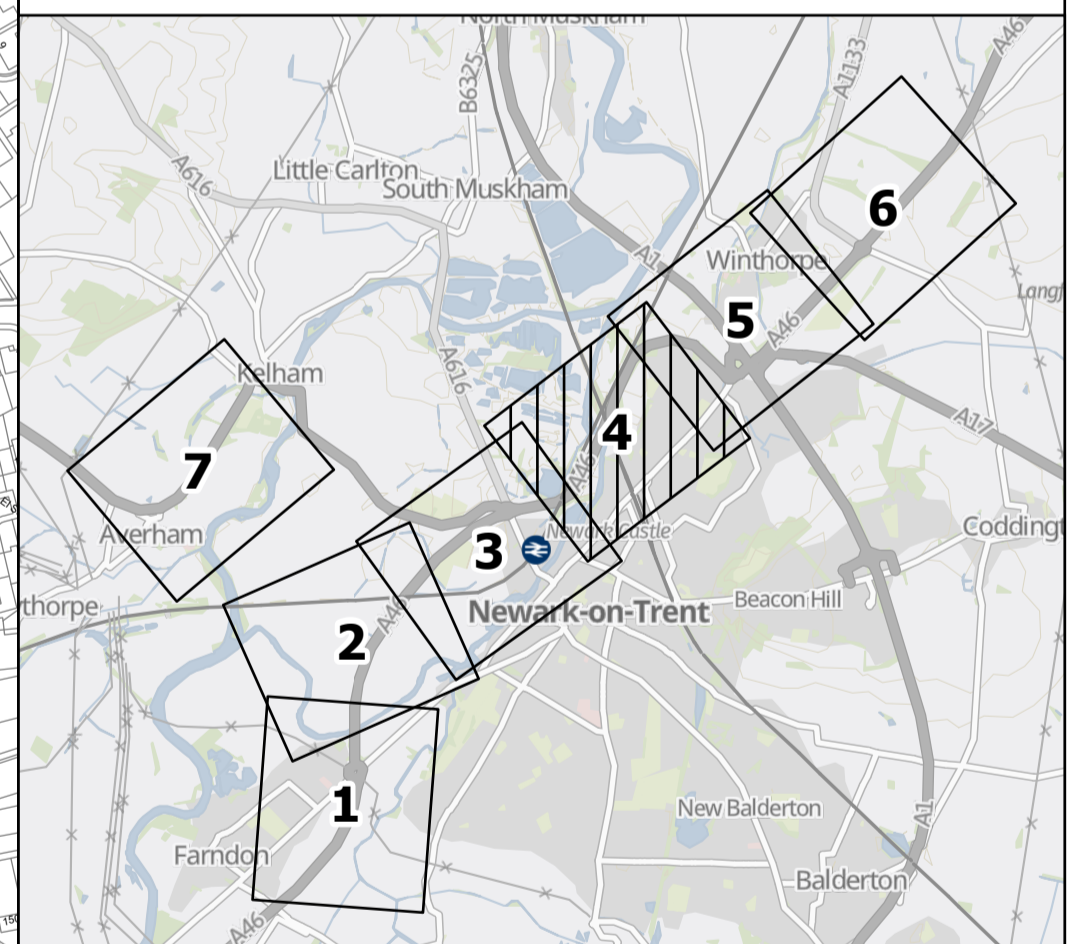 North Muskham
A46
A1133
B6325
A616
Little Carlton
South Muskham
6
A1
Winthorpe
Langf
5
A46
Kelham
A616
A17
4
7
A46
Averham
Newark Castle
Coddingt
3
thorpe
A46
Newark-on-Trent
Beacon Hill
2
1
New Balderton
A1
Farndon
Balderton
A46
150